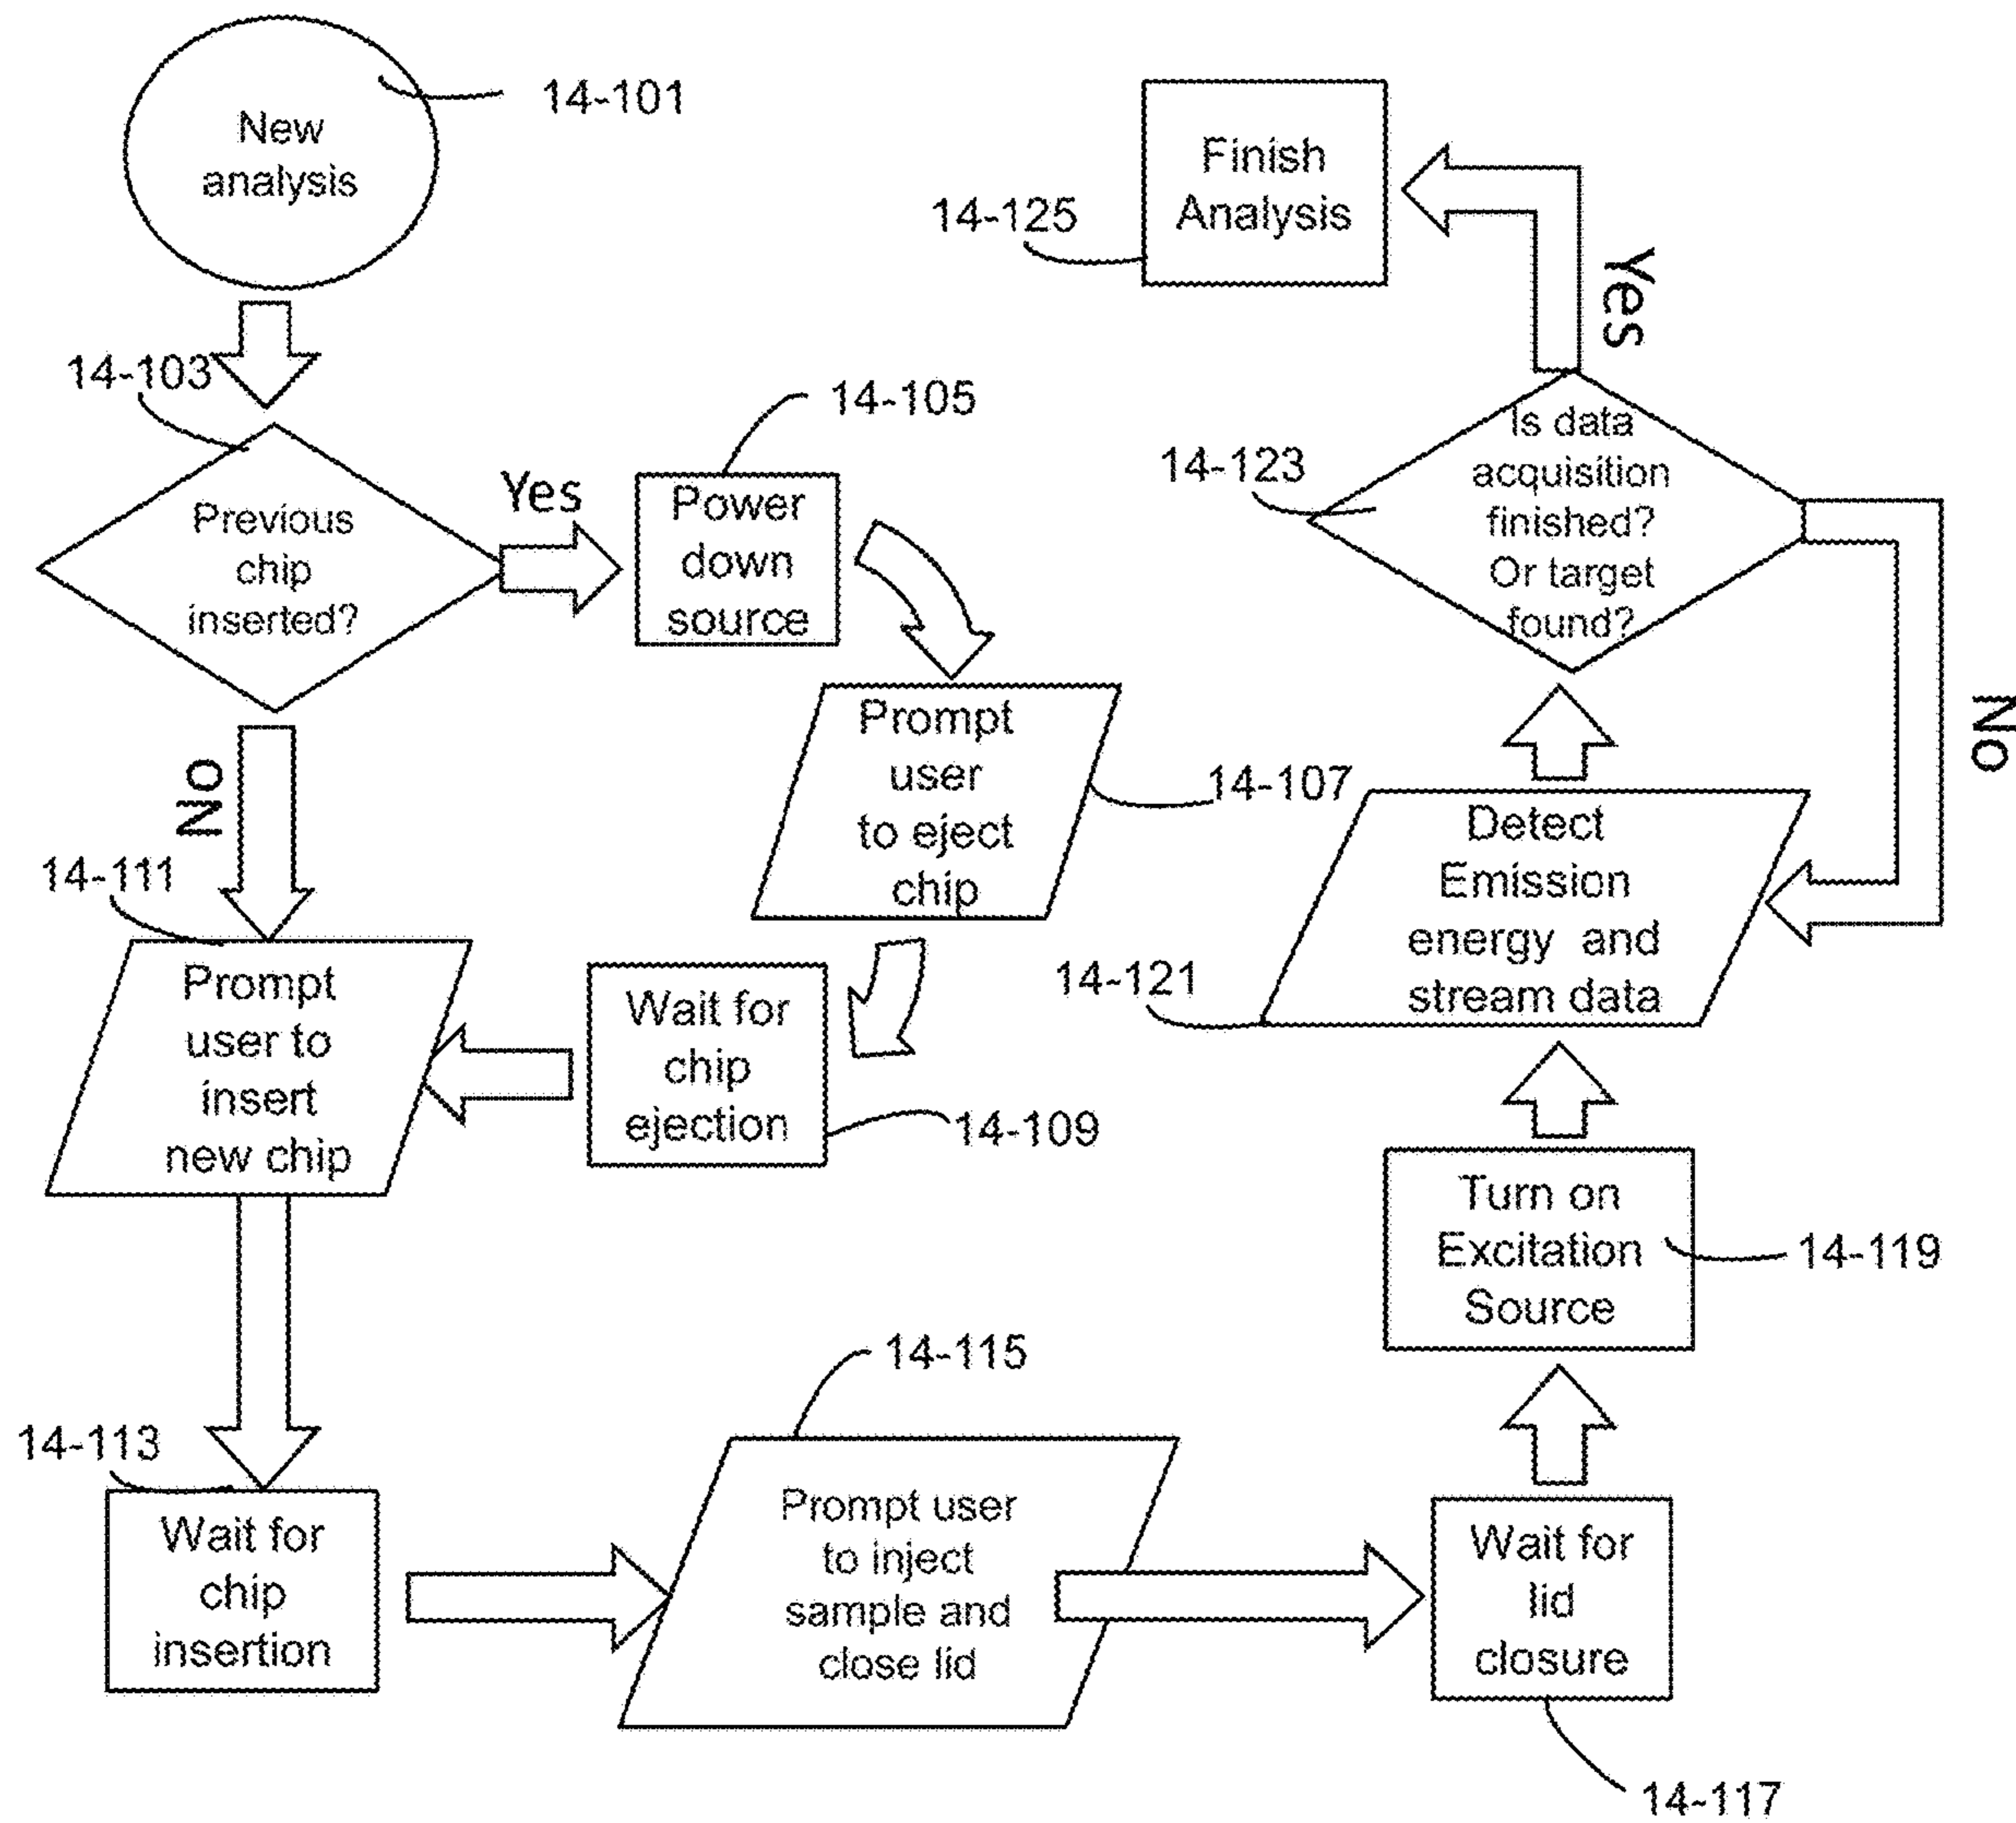 14-101
New
analysis
14-103
Previous
chip
inserted?
Yes
14-105
Power
down
source
Prompt
user
to eject
chip
14-107
No
14-111
Prompt
user to
insert
new chip
Wait for
chip
ejection
14-109
14-113
Wait for
chip
insertion
14-115
Prompt user
to inject
sample and
close lid
Wait for
lid
closure
14-117
Turn on
Excitation
Source
14-119
Detect
Emission
energy and
stream data
14-121
14-123
Is data
acquisition
finished?
Or target
found?
No
Yes
Finish
Analysis
14-125